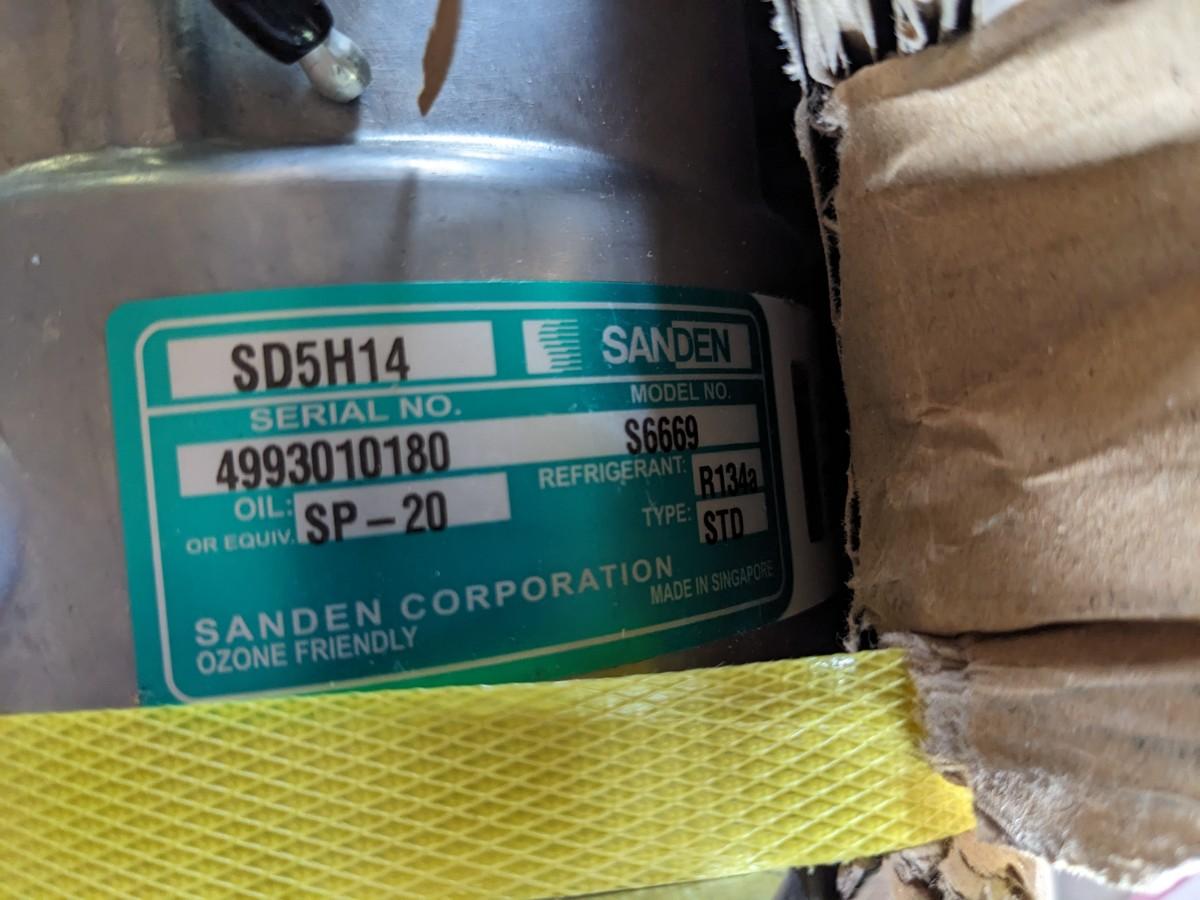 SD5H14 SANDEN
SERIAL NO. MODEL NO.
4993010180 S6669
OIL: SP-20 REFRIGERANT: R134a
OR EQUIV. TYPE: STD
SANDEN CORPORATION
OZONE FRIENDLY MADE IN SINGAPORE